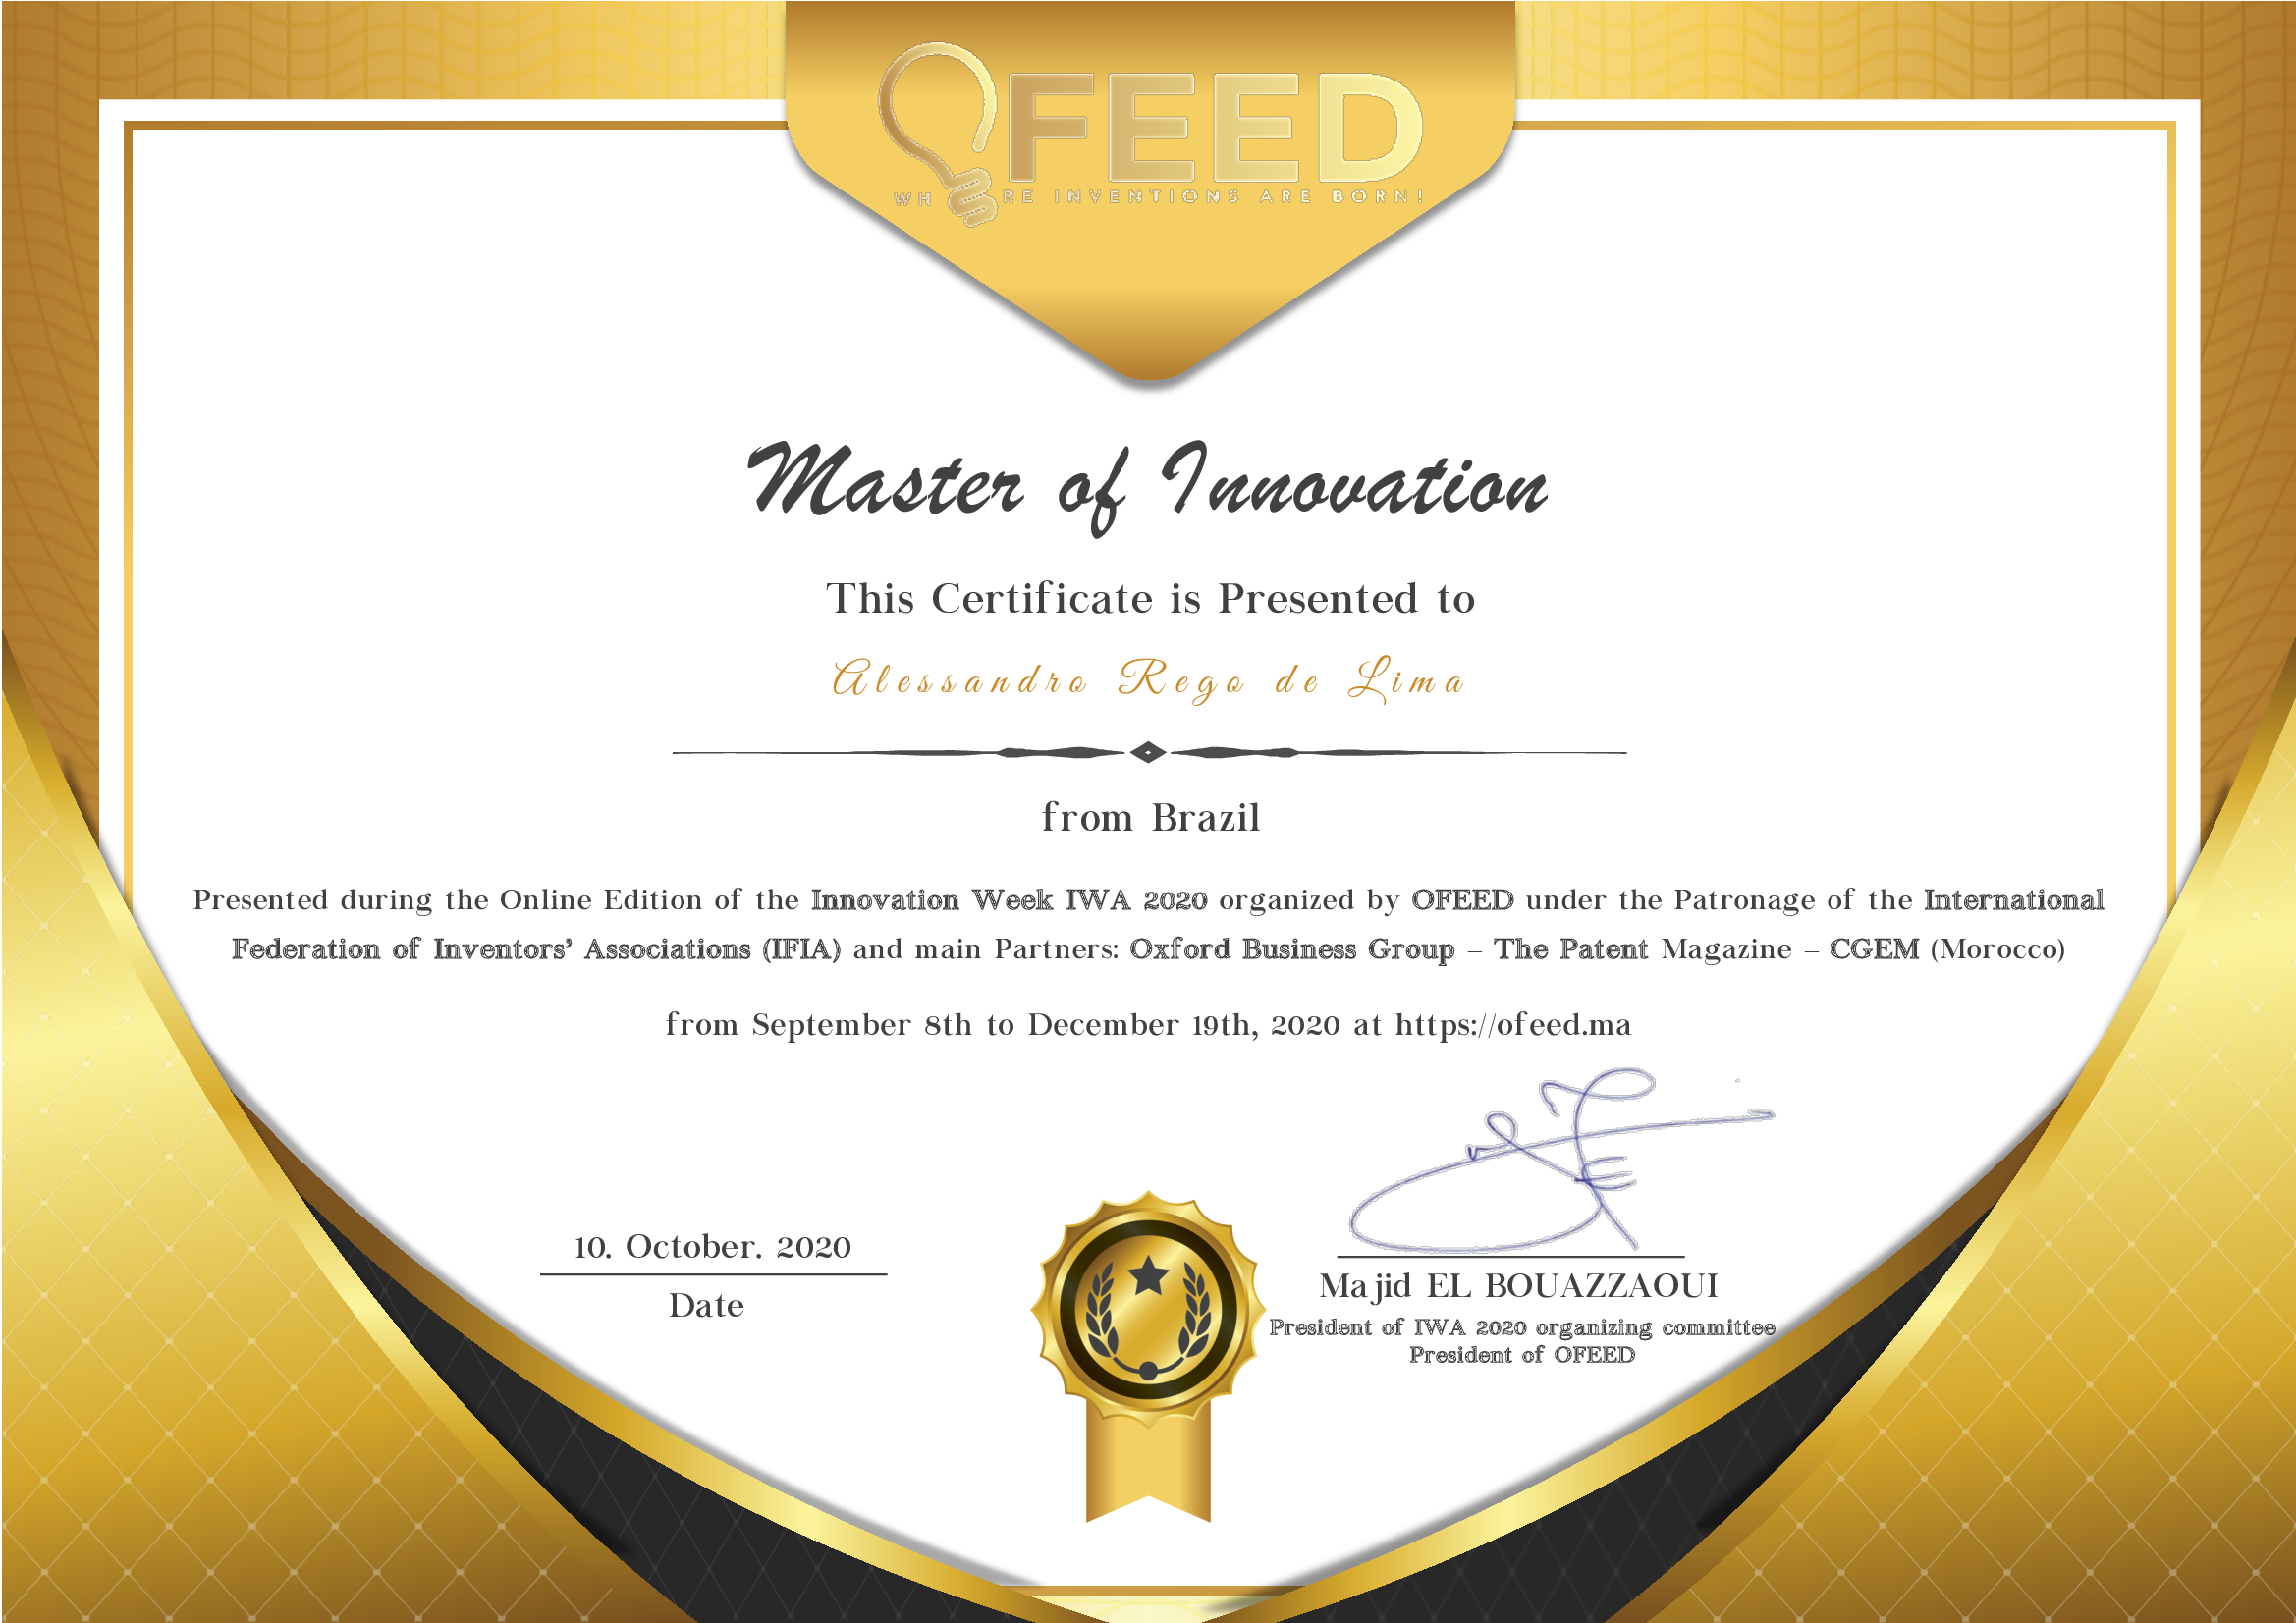 OFEED
WHERE INVENTIONS ARE BORN!
Master of Innovation
This Certificate is Presented to
Alessandro Rego de Lima
from Brazil
Presented during the Online Edition of the Innovation Week IWA 2020 organized by OFEED under the Patronage of the International
Federation of Inventors’ Associations (IFIA) and main Partners: Oxford Business Group – The Patent Magazine – CGEM (Morocco)
from September 8th to December 19th, 2020 at https://ofeed.ma
10. October. 2020
Date
Majid EL BOUAZZAOUI
President of IWA 2020 organizing committee
President of OFEED